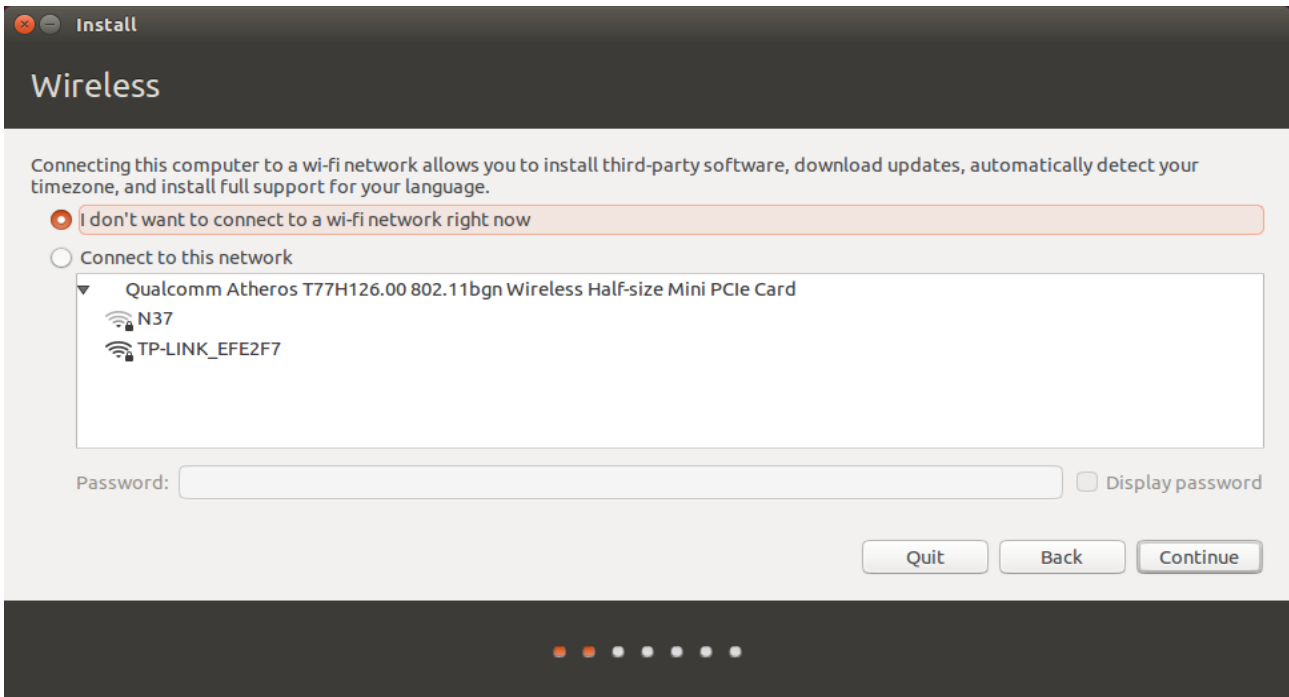 Install
Wireless
Connecting this computer to a wi-fi network allows you to install third-party software, download updates, automatically detect your
timezone, and install full support for your language.
I don't want to connect to a wi-fi network right now
Connect to this network
Qualcomm Atheros T77H126.00 802.11bgn Wireless Half-size Mini PCIe Card
N37
TP-LINK_EFE2F7
Password:
Display password
Quit
Back
Continue